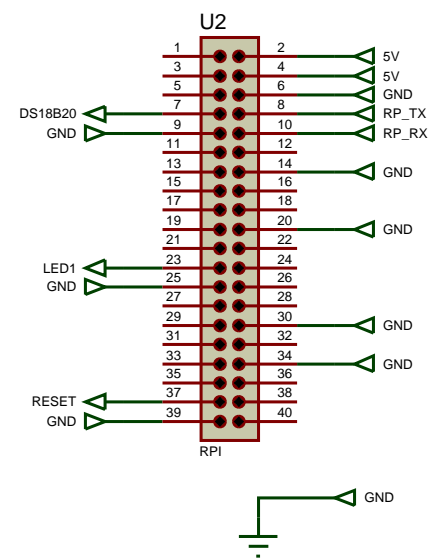 U2
1 2 5V
3 4 5V
5 6 GND
DS18B20 7 8 RP_TX
GND 9 10 RP_RX
11 12
13 14 GND
15 16
17 18
19 20 GND
21 22
LED1 23 24
GND 25 26
27 28
29 30 GND
31 32
33 34 GND
35 36
RESET 37 38
GND 39 40
RPI
GND